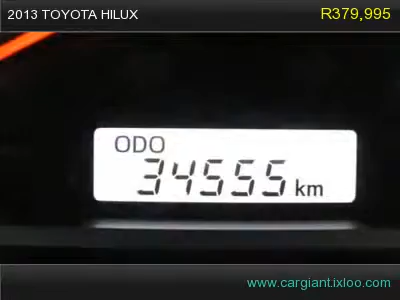 2013 TOYOTA HILUX
R379,995
ODO
34555 km
www.cargiant.ixloo.com